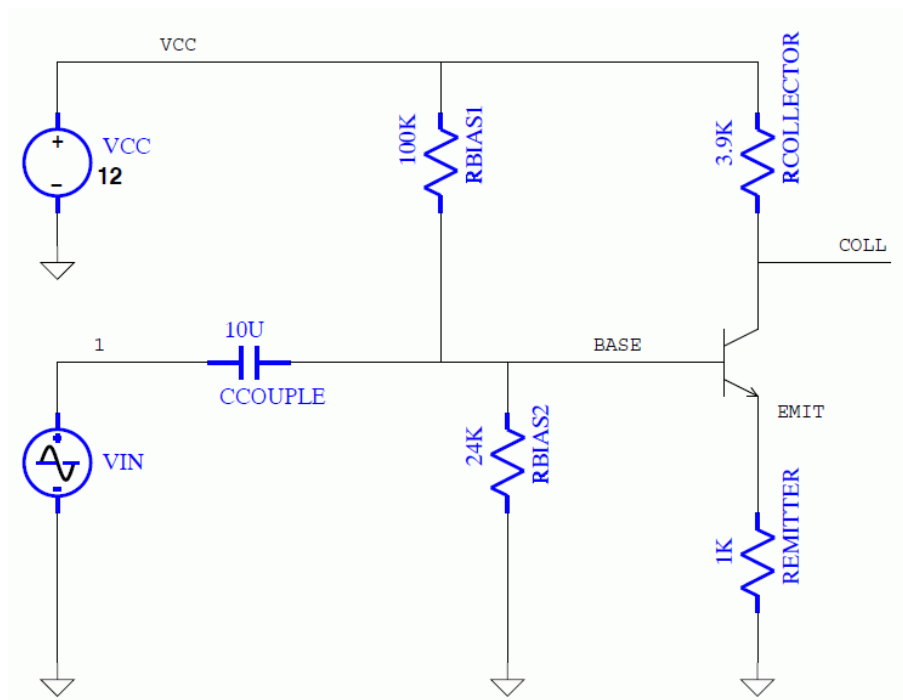 VCC
VCC
+
12
−
100K
RBIAS1
3.9K
RCOLLECTOR
COLL
1
10U
CCOUPLE
BASE
EMIT
VIN
24K
RBIAS2
1K
REMITTER